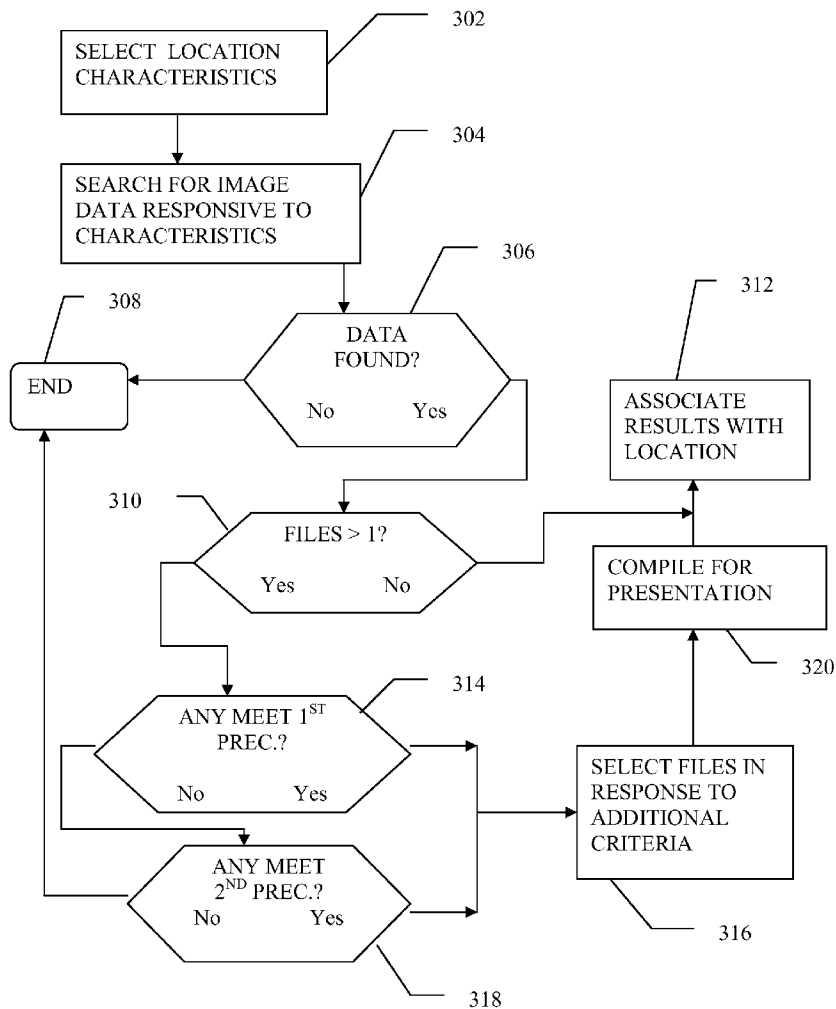 302
SELECT LOCATION
CHARACTERISTICS
304
SEARCH FOR IMAGE
DATA RESPONSIVE TO
CHARACTERISTICS
306
308
312
DATA
FOUND?
No Yes
END
ASSOCIATE
RESULTS WITH
LOCATION
310
FILES > 1?
Yes No
COMPILE FOR
PRESENTATION
320
314
ANY MEET 1ST
PREC.?
No Yes
SELECT FILES IN
RESPONSE TO
ADDITIONAL
CRITERIA
ANY MEET
2ND PREC.?
No Yes
316
318